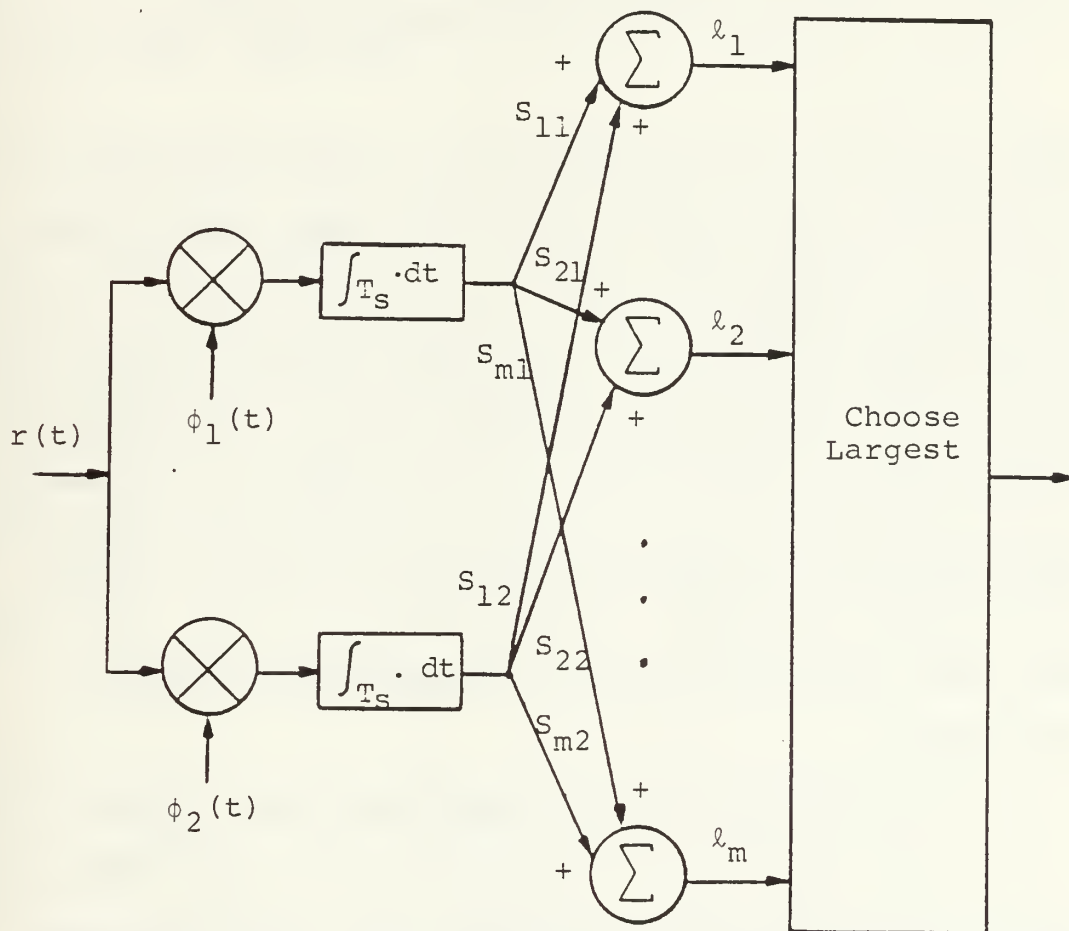 ℓ₁
+
Σ
S₁₁
+
∫Tₛ ·dt
S₂₁
+
ℓ₂
Σ
Sₘ₁
+
ϕ₁(t)
r(t)
Choose
Largest
S₁₂
∫Tₛ · dt
S₂₂
Sₘ₂
+
ϕ₂(t)
ℓₘ
+
Σ